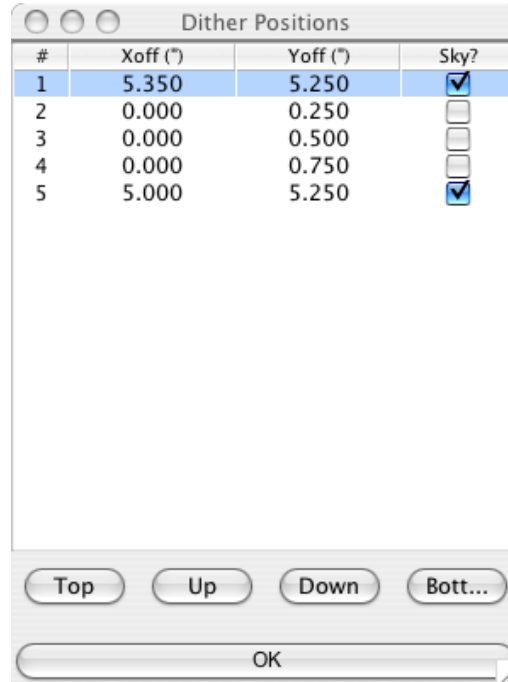 Dither Positions
# Xoff (") Yoff (") Sky?
1 5.350 5.250
2 0.000 0.250
3 0.000 0.500
4 0.000 0.750
5 5.000 5.250
Top Up Down Bott...
OK